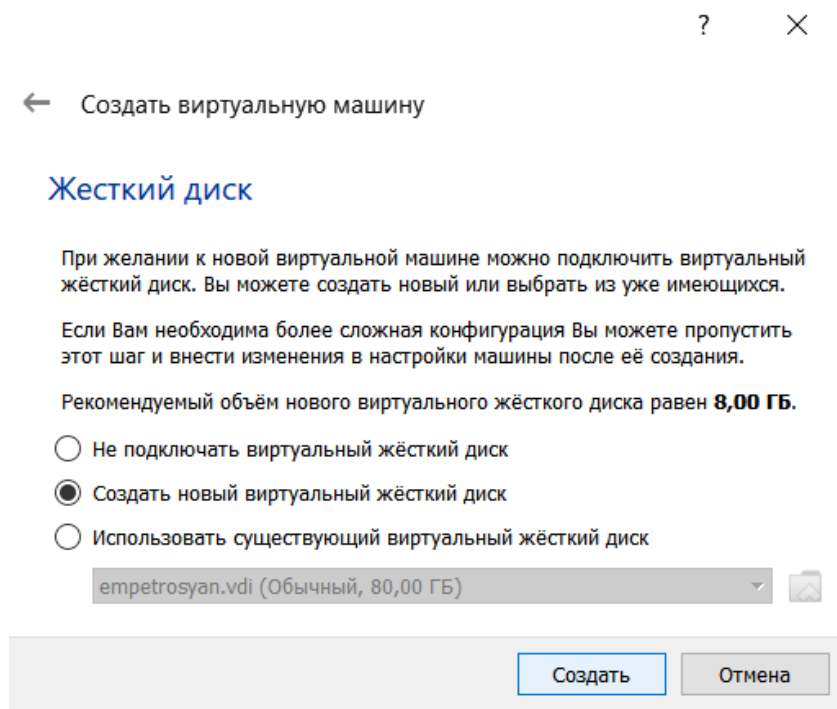 ?
Создать виртуальную машину
Жесткий диск
При желании к новой виртуальной машине можно подключить виртуальный
жёсткий диск. Вы можете создать новый или выбрать из уже имеющихся.
Если Вам необходима более сложная конфигурация Вы можете пропустить
этот шаг и внести изменения в настройки машины после её создания.
Рекомендуемый объём нового виртуального жёсткого диска равен 8,00 ГБ.
Не подключать виртуальный жёсткий диск
Создать новый виртуальный жёсткий диск
Использовать существующий виртуальный жёсткий диск
empetrosyan.vdi (Обычный, 80,00 ГБ)
Создать
Отмена